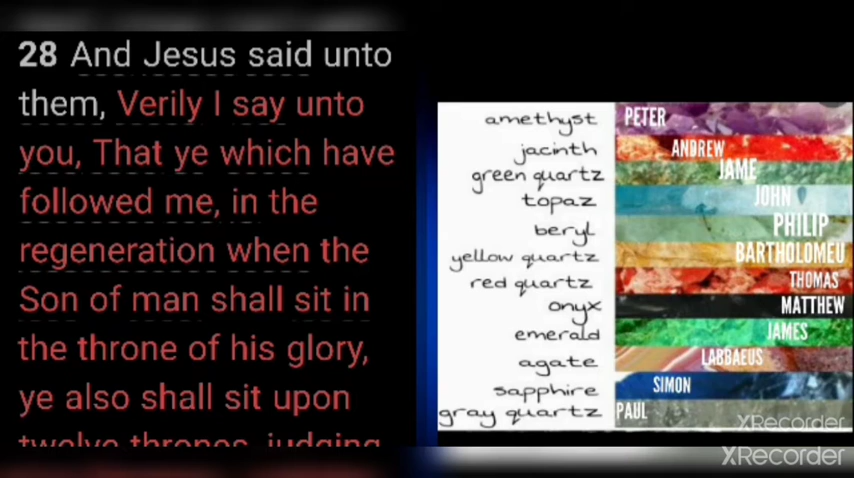 28 And Jesus said unto
them, Verily I say unto
you, That ye which have
followed me, in the
regeneration when the
Son of man shall sit in
the throne of his glory,
ye also shall sit upon
twelve thrones, judging
amethyst PETER
jacinth ANDREW
green quartz JAME
topaz JOHN
beryl PHILIP
yellow quartz BARTHOLOMEU
red quartz THOMAS
onyx MATTHEW
emerald JAMES
agate LABBAEUS
sapphire SIMON
gray quartz PAUL
XRecorder
XRecorder